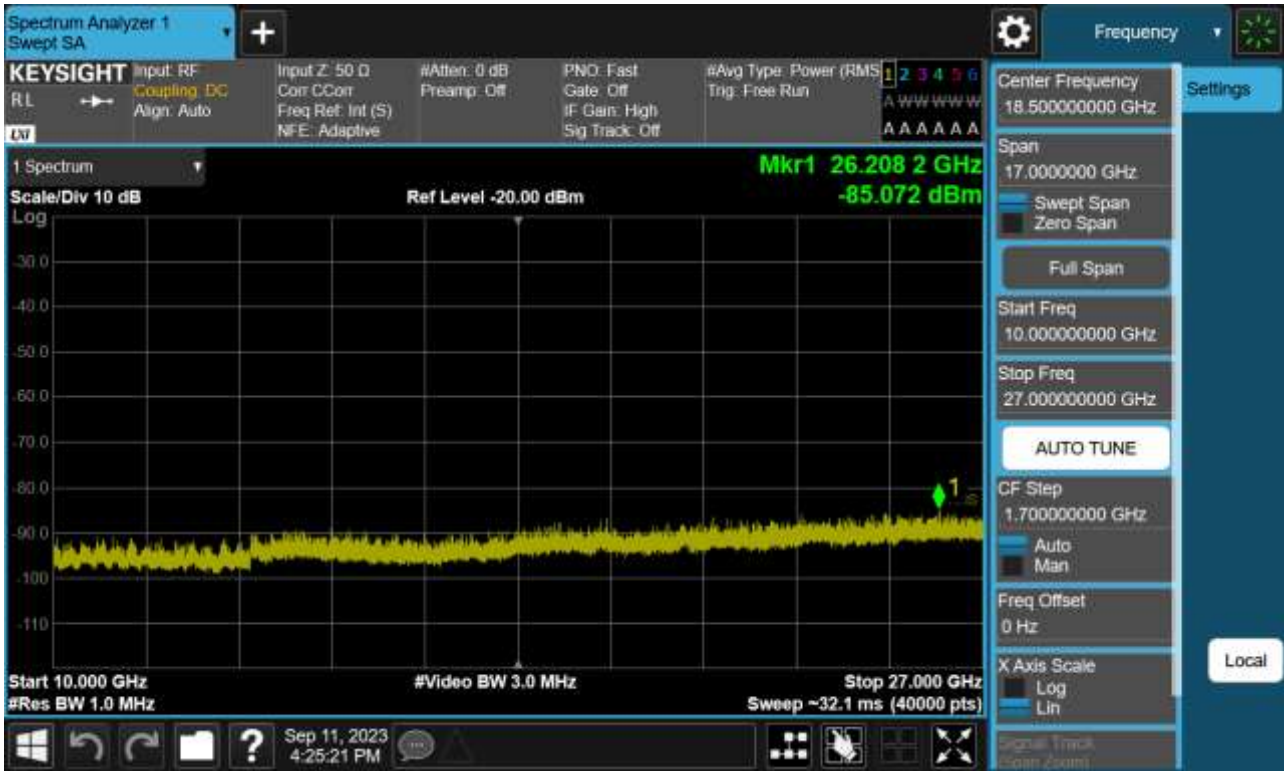 Spectrum Analyzer 1
Swept SA
+
Frequency
KEYSIGHT
RL
LXI
Input: RF
Coupling: DC
Align: Auto
Input Z: 50 Ω
Corr CCorr
Freq Ref: Int (S)
NFE: Adaptive
#Atten: 0 dB
Preamp: Off
PNO: Fast
Gate: Off
IF Gain: High
Sig Track: Off
#Avg Type: Power (RMS
Trig: Free Run
1 2 3 4 5 6
A W W W W W
A A A A A A
1 Spectrum
Scale/Div 10 dB
Ref Level -20.00 dBm
Mkr1 26.208 2 GHz
-85.072 dBm
Log
-30.0
-40.0
-50.0
-60.0
-70.0
-80.0
-90.0
-100
-110
1
Start 10.000 GHz
#Video BW 3.0 MHz
Stop 27.000 GHz
#Res BW 1.0 MHz
Sweep ~32.1 ms (40000 pts)
Sep 11, 2023
4:25:21 PM
?
Center Frequency
18.500000000 GHz
Span
17.0000000 GHz
Swept Span
Zero Span
Full Span
Start Freq
10.000000000 GHz
Stop Freq
27.000000000 GHz
AUTO TUNE
CF Step
1.700000000 GHz
Auto
Man
Freq Offset
0 Hz
X Axis Scale
Log
Lin
Signal Track
(Span Zoom)
Settings
Local